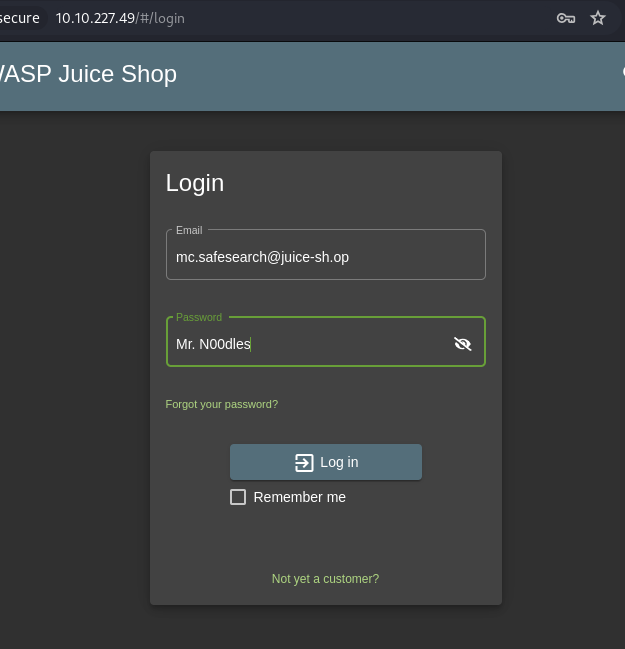 secure 10.10.227.49/#/login
WASP Juice Shop
Login
Email
mc.safesearch@juice-sh.op
Password
Mr. N00dles
Forgot your password?
Log in
Remember me
Not yet a customer?